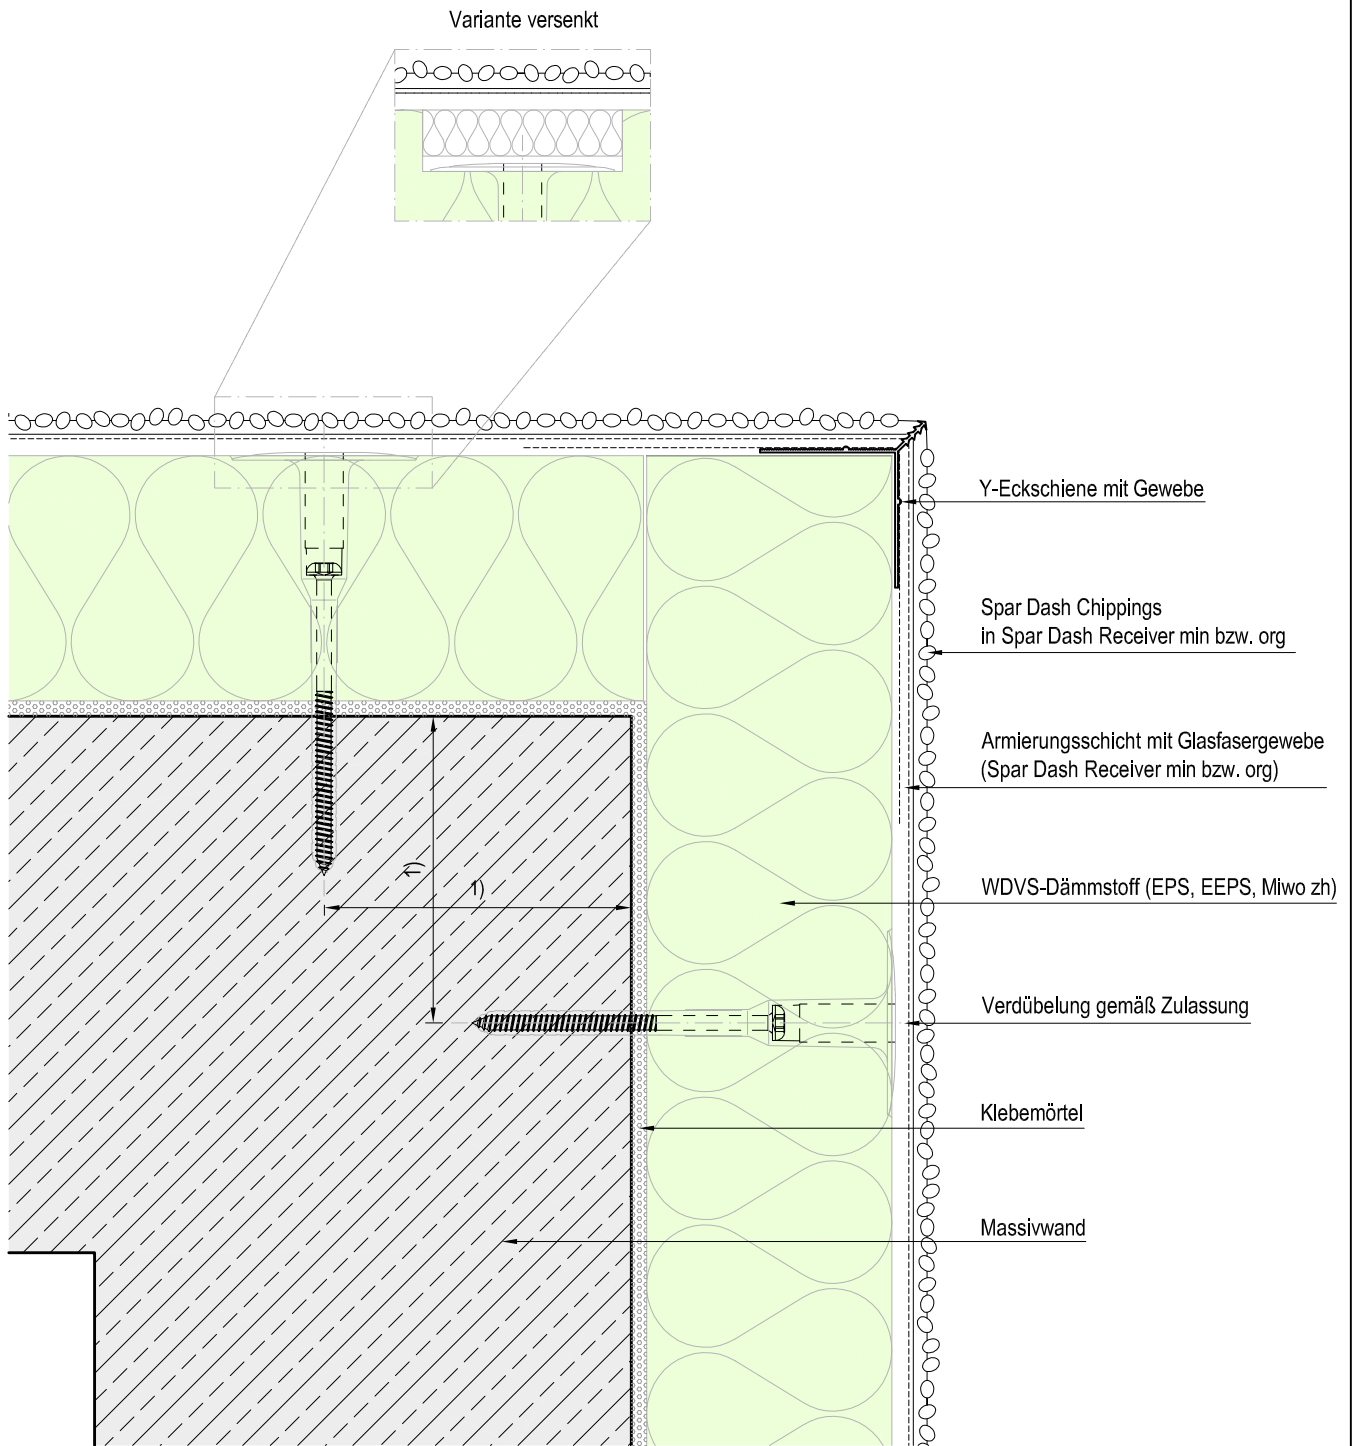 Variante versenkt
Y-Eckschiene mit Gewebe
Spar Dash Chippings
in Spar Dash Receiver min bzw. org
Armierungsschicht mit Glasfasergewebe
(Spar Dash Receiver min bzw. org)
1)
1)
WDVS-Dämmstoff (EPS, EEPS, Miwo zh)
Verdübelung gemäß Zulassung
Klebemörtel
Massivwand